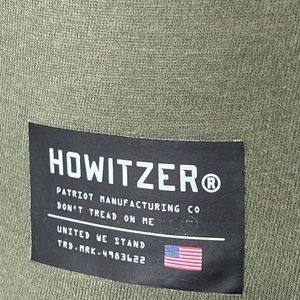 HOWITZER®
PATRIOT MANUFACTURING CO
DON'T TREAD ON ME
UNITED WE STAND
TRD.MRK.4983622